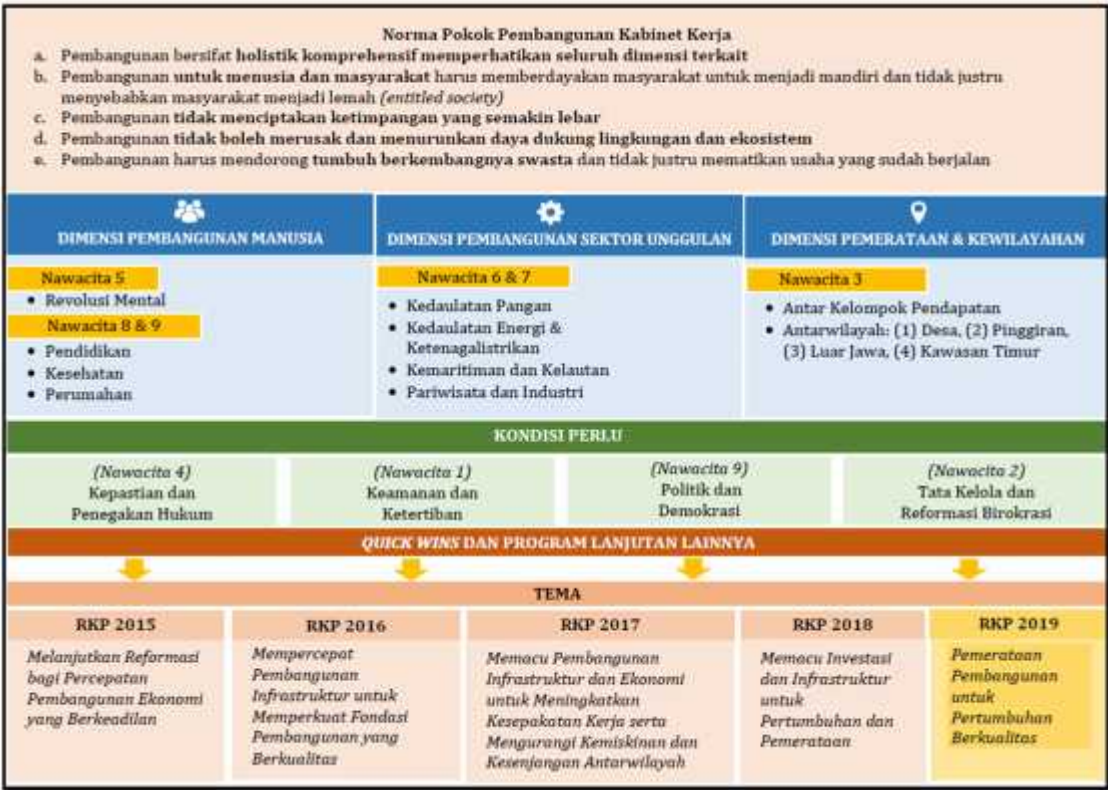 Norma Pokok Pembangunan Kabinet Kerja
a. Pembangunan bersifat holistik komprehensif memperhatikan seluruh dimensi terkait
b. Pembangunan untuk menusia dan masyarakat harus memberdayakan masyarakat untuk menjadi mandiri dan tidak justru
menyebabkan masyarakat menjadi lemah (entitled society)
c. Pembangunan tidak menciptakan ketimpangan yang semakin lebar
d. Pembangunan tidak boleh merusak dan menurunkan daya dukung lingkungan dan ekosistem
e. Pembangunan harus mendorong tumbuh berkembangnya swasta dan tidak justru mematikan usaha yang sudah berjalan
DIMENSI PEMBANGUNAN MANUSIA
Nawacita 5
• Revolusi Mental
Nawacita 8 & 9
• Pendidikan
• Kesehatan
• Perumahan
DIMENSI PEMBANGUNAN SEKTOR UNGGULAN
Nawacita 6 & 7
• Kedaulatan Pangan
• Kedaulatan Energi &
Ketenagalistrikan
• Kemaritiman dan Kelautan
• Pariwisata dan Industri
DIMENSI PEMERATAAN & KEWILAYAHAN
Nawacita 3
• Antar Kelompok Pendapatan
• Antarwilayah: (1) Desa, (2) Pinggiran,
(3) Luar Jawa, (4) Kawasan Timur
KONDISI PERLU
(Nawacita 4)
Kepastian dan
Penegakan Hukum
(Nawacita 1)
Keamanan dan
Ketertiban
(Nawacita 9)
Politik dan
Demokrasi
(Nawacita 2)
Tata Kelola dan
Reformasi Birokrasi
QUICK WINS DAN PROGRAM LANJUTAN LAINNYA
TEMA
RKP 2015
Melanjutkan Reformasi
bagi Percepatan
Pembangunan Ekonomi
yang Berkeadilan
RKP 2016
Mempercepat
Pembangunan
Infrastruktur untuk
Memperkuat Fondasi
Pembangunan yang
Berkualitas
RKP 2017
Memacu Pembangunan
Infrastruktur dan Ekonomi
untuk Meningkatkan
Kesepakatan Kerja serta
Mengurangi Kemiskinan dan
Kesenjangan Antarwilayah
RKP 2018
Memacu Investasi
dan Infrastruktur
untuk
Pertumbuhan dan
Pemerataan
RKP 2019
Pemerataan
Pembangunan
untuk
Pertumbuhan
Berkualitas